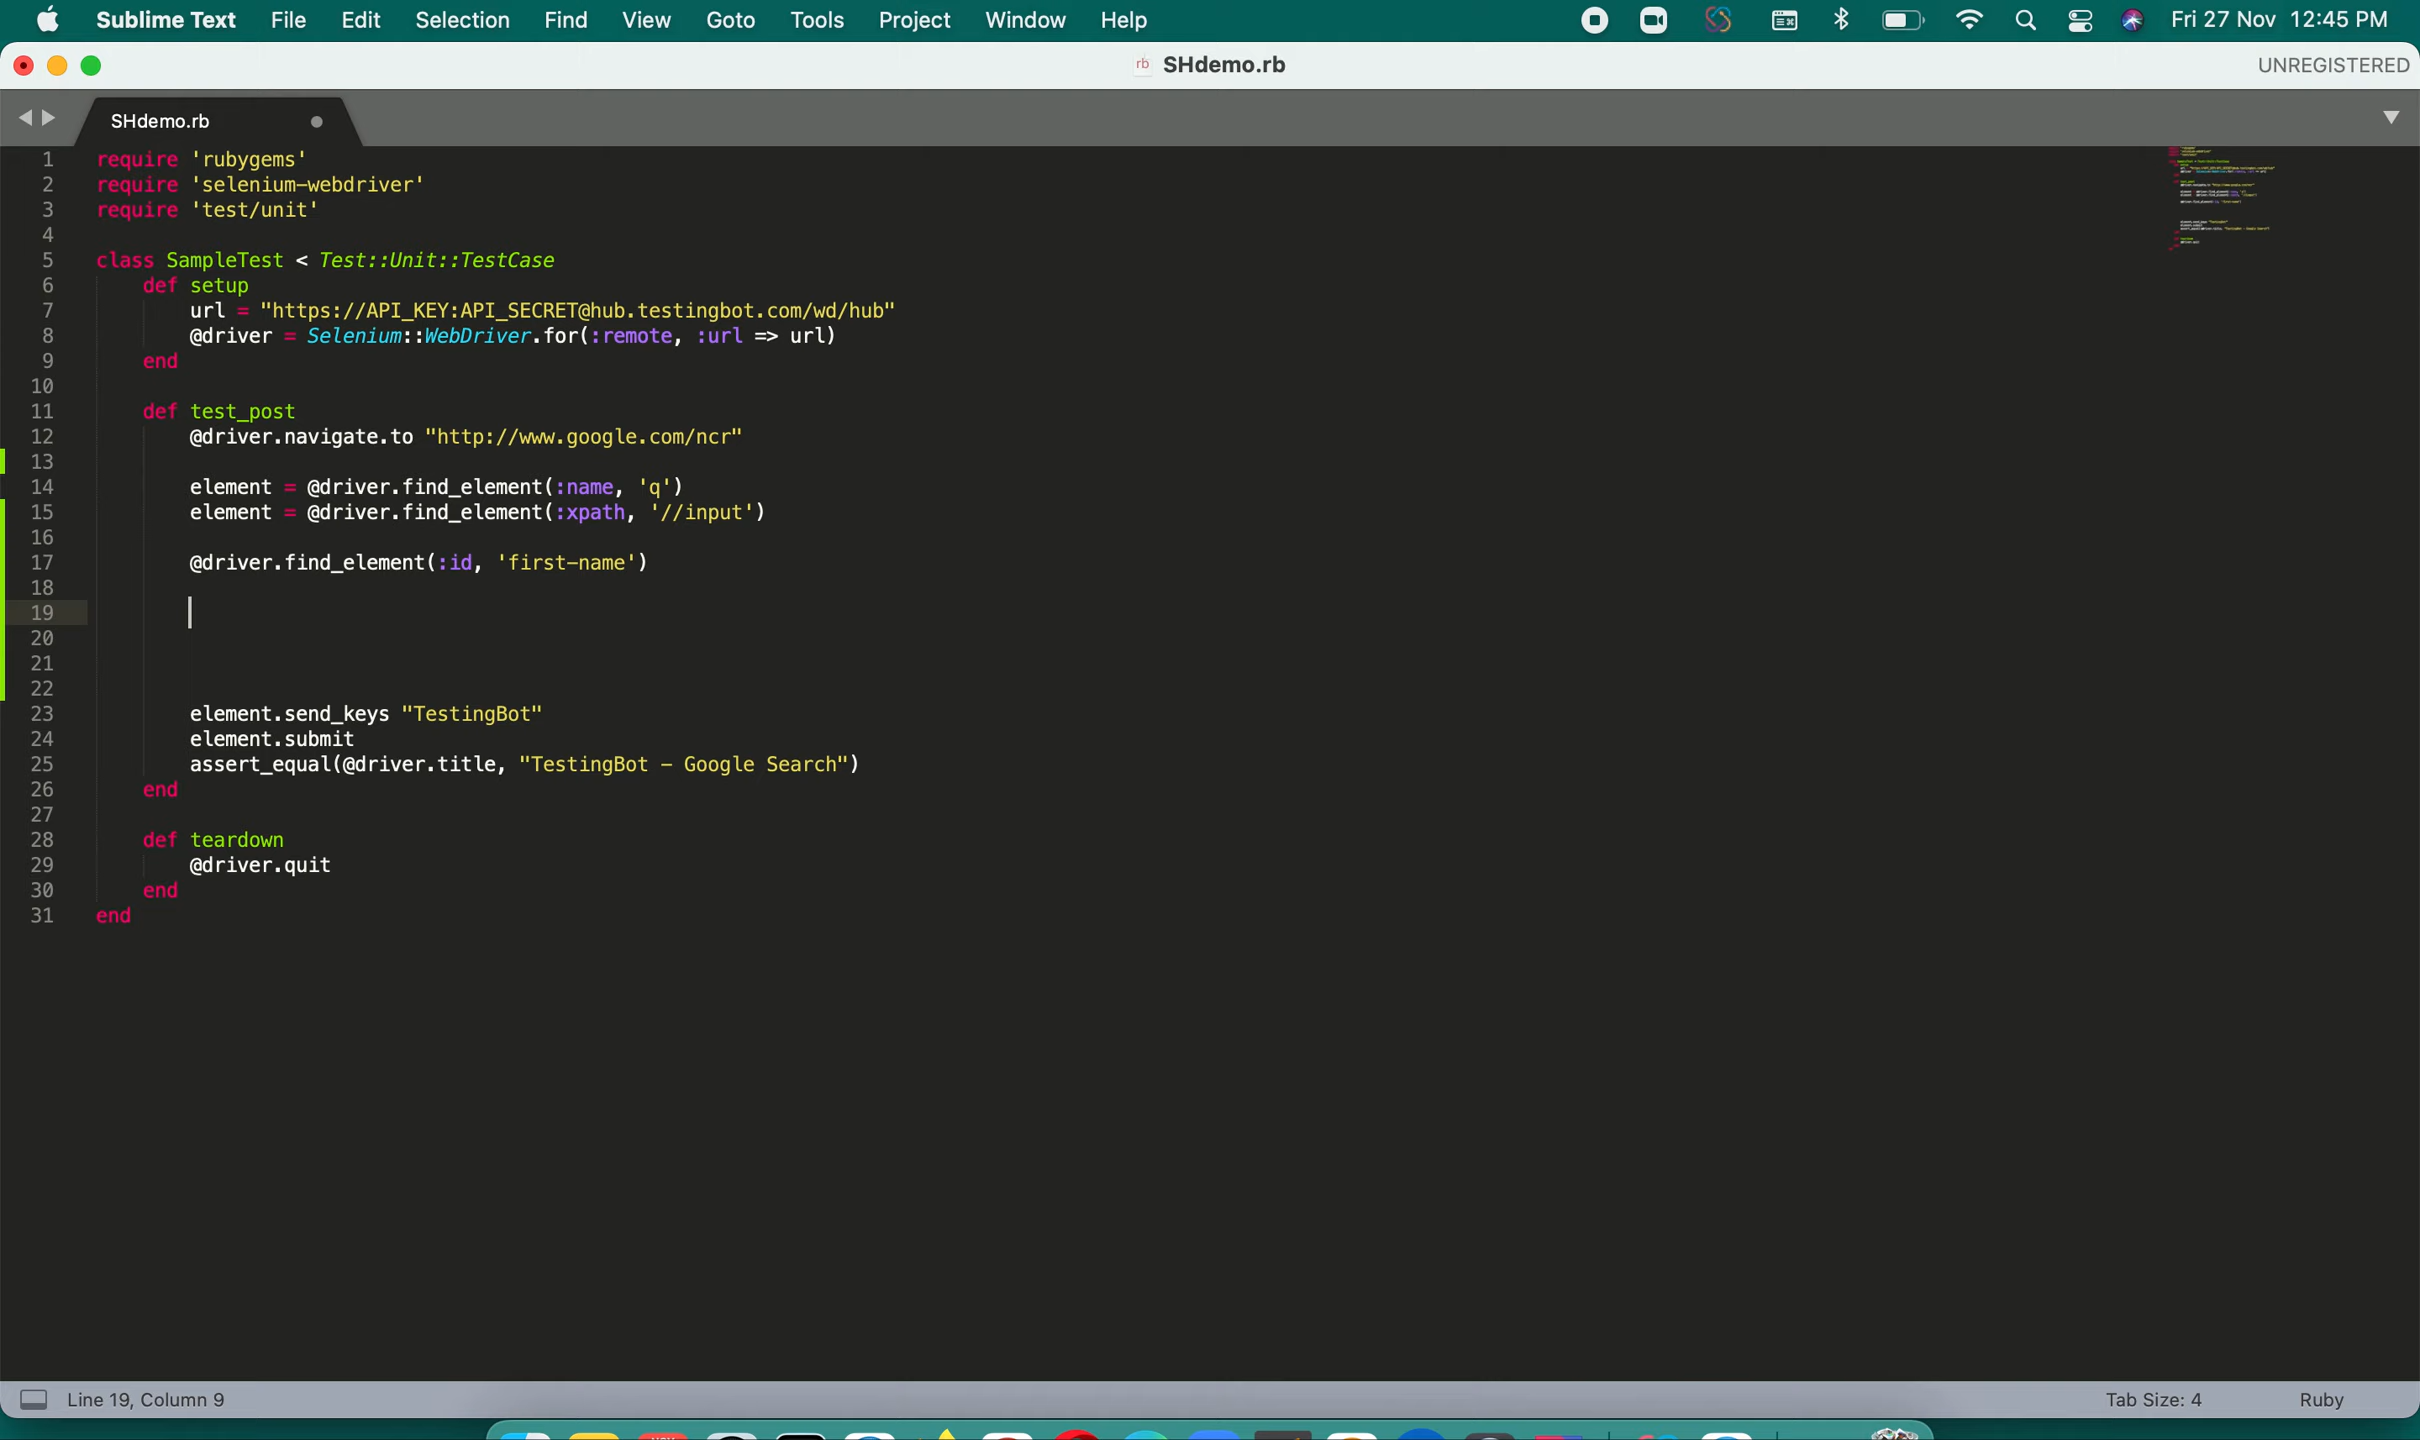 Sublime Text File Edit Selection Find View Goto Tools Project Window Help Fri 27 Nov 12:45 PM
rb SHdemo.rb UNREGISTERED
SHdemo.rb
1 require 'rubygems'
2 require 'selenium-webdriver'
3 require 'test/unit'
4
5 class SampleTest < Test::Unit::TestCase
6 def setup
7 url = "https://API_KEY:API_SECRET@hub.testingbot.com/wd/hub"
8 @driver = Selenium::WebDriver.for(:remote, :url => url)
9 end
10
11 def test_post
12 @driver.navigate.to "http://www.google.com/ncr"
13
14 element = @driver.find_element(:name, 'q')
15 element = @driver.find_element(:xpath, '//input')
16
17 @driver.find_element(:id, 'first-name')
18
19
20
21
22
23 element.send_keys "TestingBot"
24 element.submit
25 assert_equal(@driver.title, "TestingBot - Google Search")
26 end
27
28 def teardown
29 @driver.quit
30 end
31 end
Line 19, Column 9 Tab Size: 4 Ruby